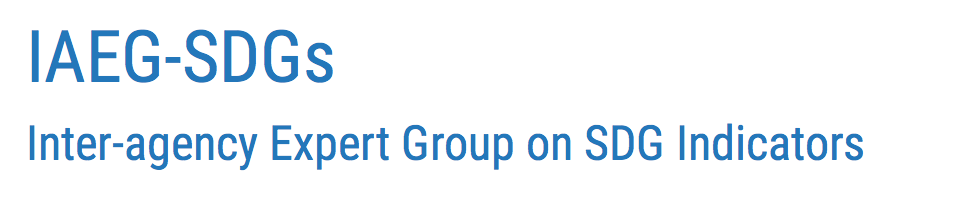 IAEG-SDGs
Inter-agency Expert Group on SDG Indicators